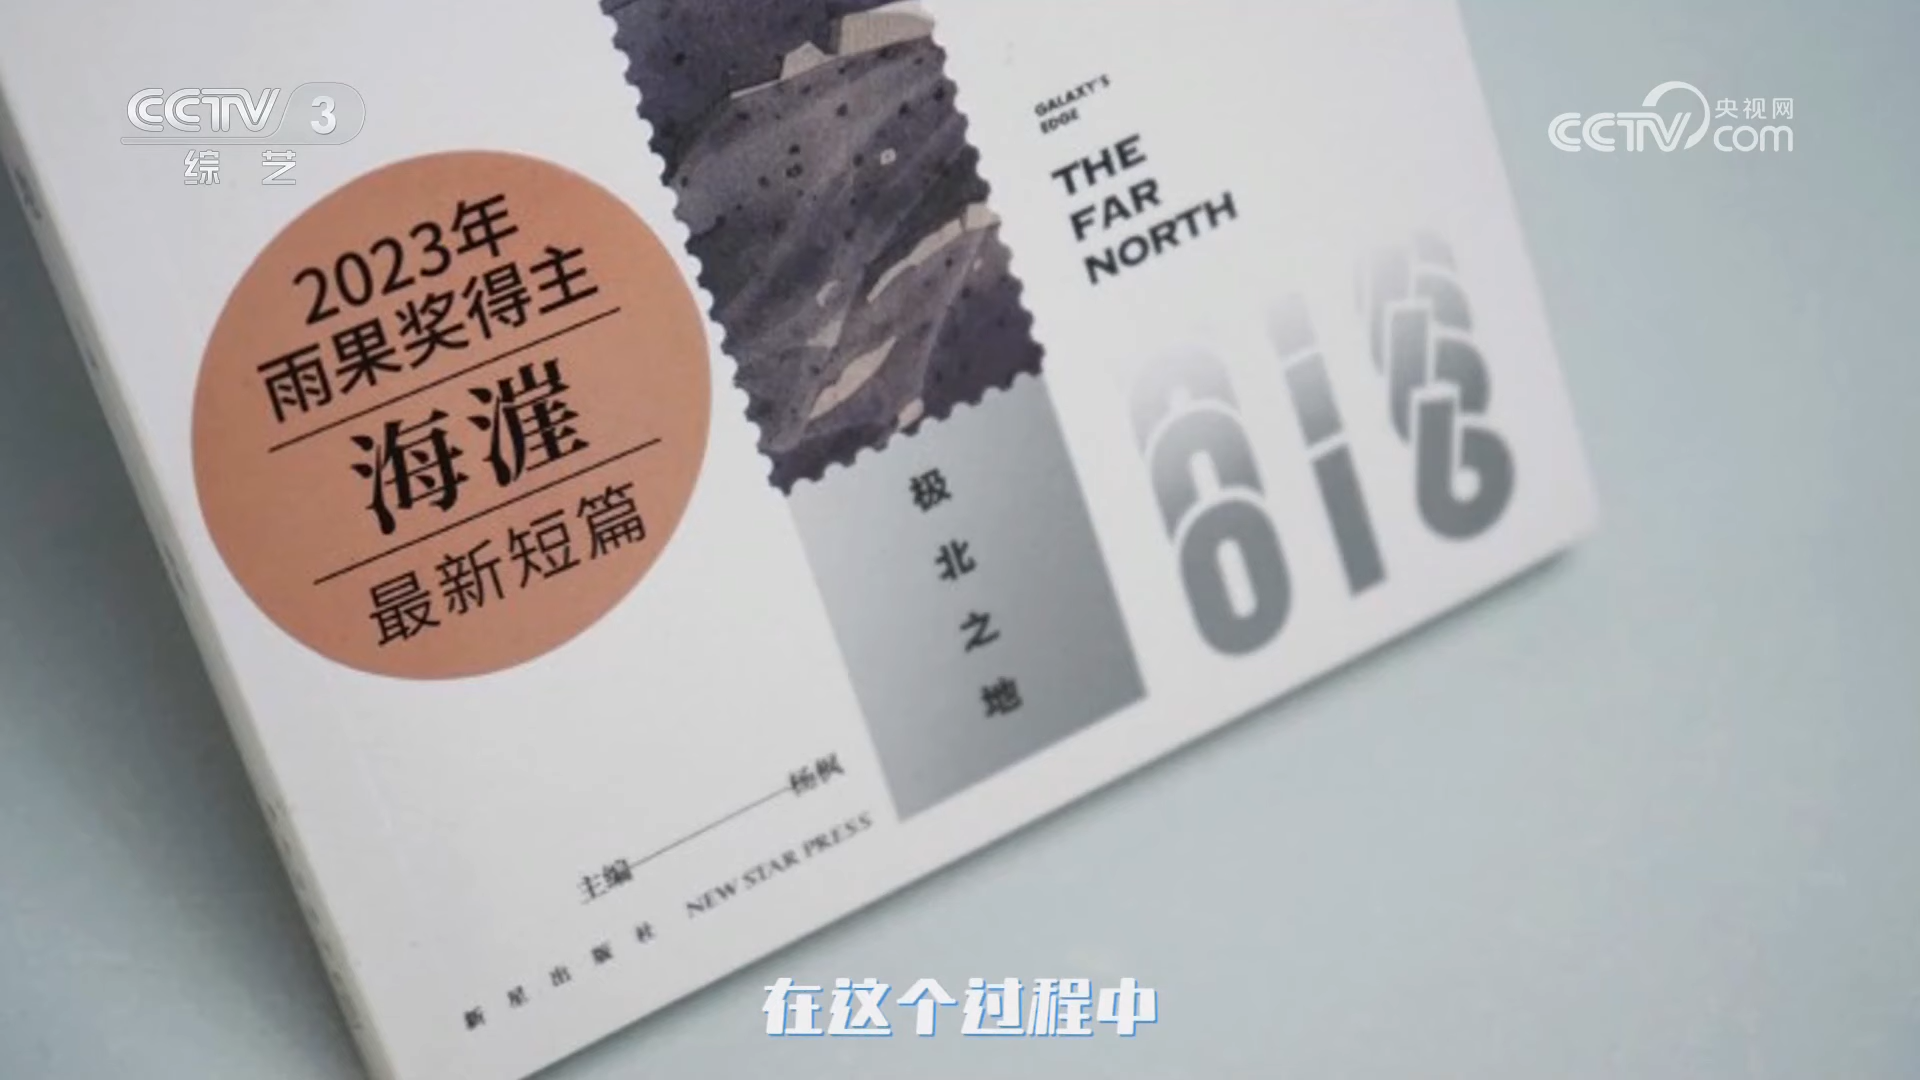 CCTV 3
综艺
央视网
CCTV.com
GALAXY'S
EDGE
THE
FAR
NORTH
016
2023年
雨果奖得主
海漄
最新短篇
极北之地
主编 杨枫
新星出版社 NEW STAR PRESS
在这个过程中